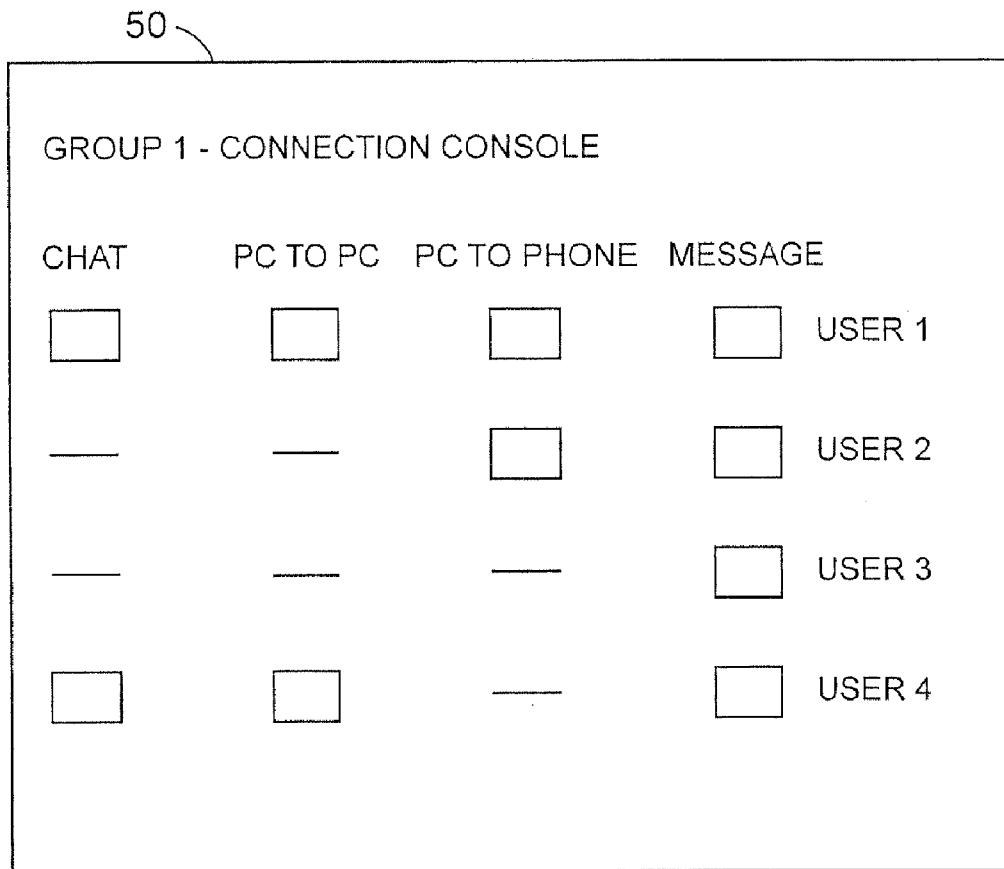 50
GROUP 1 - CONNECTION CONSOLE
CHAT PC TO PC PC TO PHONE MESSAGE
USER 1
USER 2
USER 3
USER 4